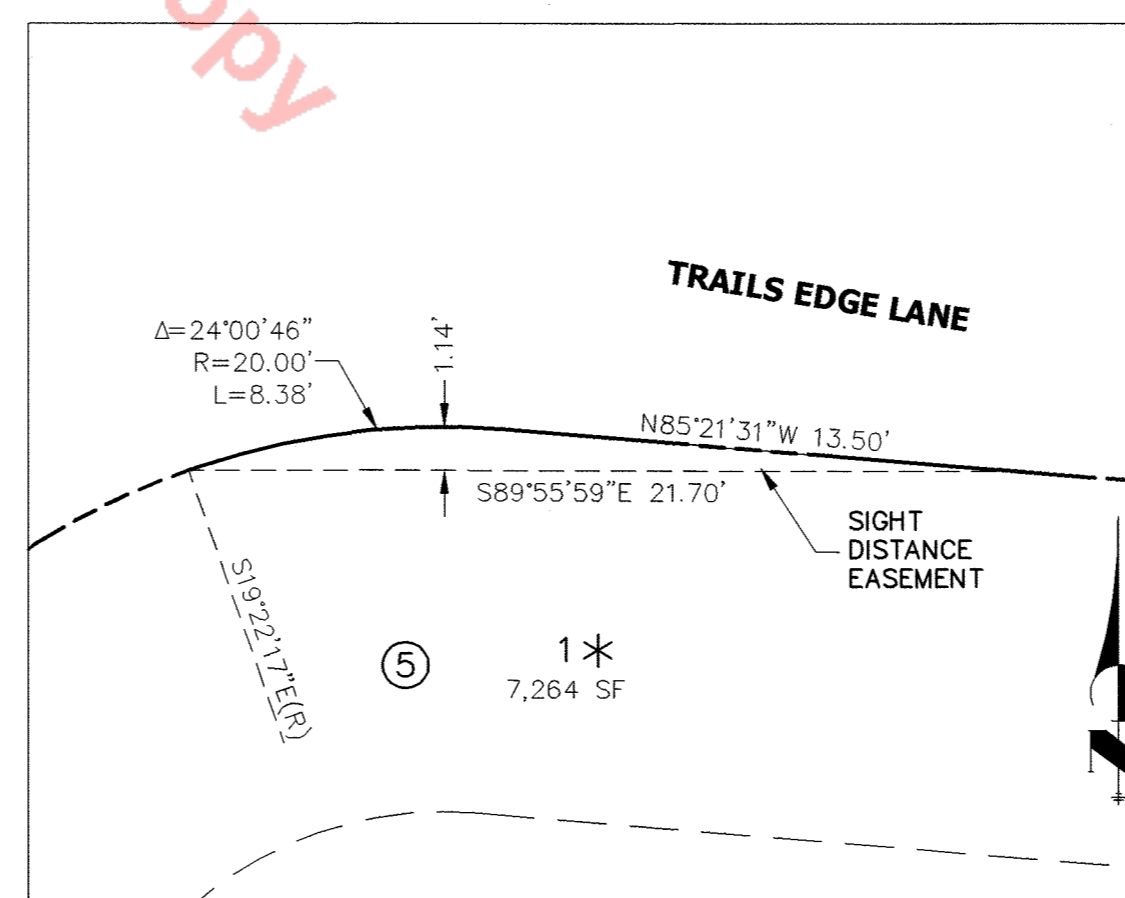 opy
TRAILS EDGE LANE
Δ=24°00'46"
R=20.00'
L=8.38'
1.14'
N85°21'31"W 13.50'
S89°55'59"E 21.70'
SIGHT
DISTANCE
EASEMENT
S19°22'17"E(R)
5
1*
7,264 SF
N